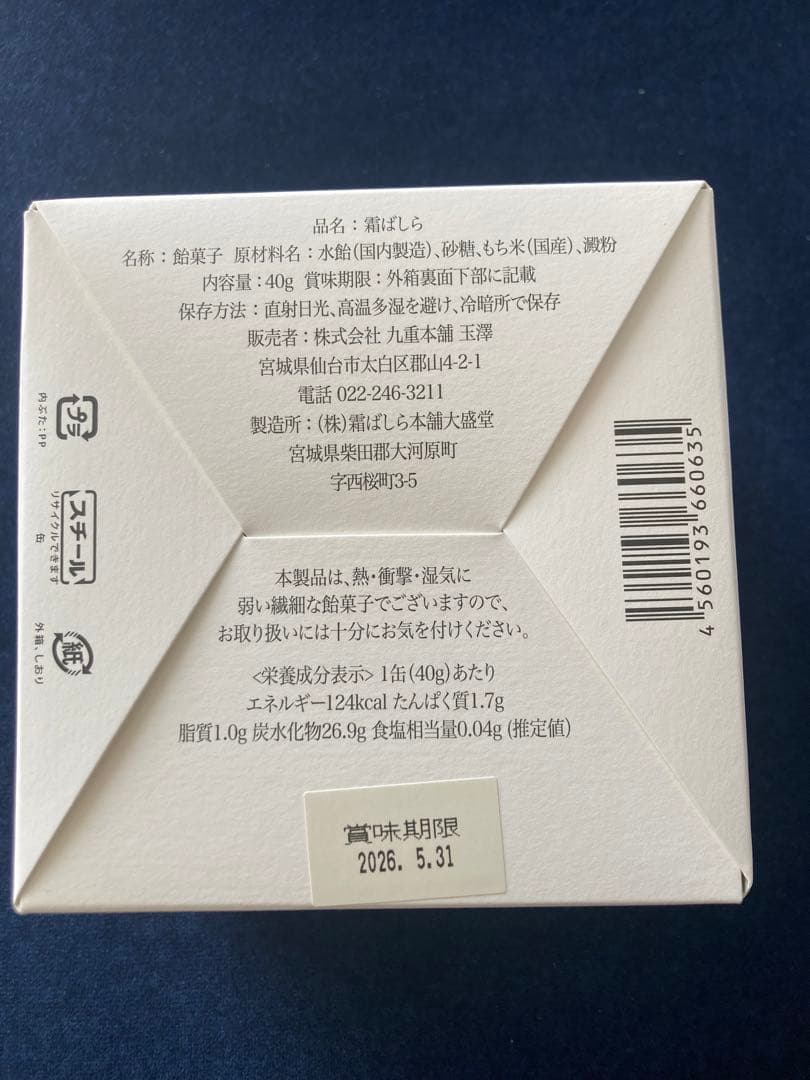 品名：霜ばしら
名称：飴菓子 原材料名：水飴(国内製造)、砂糖、もち米(国産)、澱粉
内容量：40g 賞味期限：外箱裏面下部に記載
保存方法：直射日光、高温多湿を避け、冷暗所で保存
販売者：株式会社 九重本舗 玉澤
宮城県仙台市太白区郡山4-2-1
電話 022-246-3211
製造所：(株)霜ばしら本舗大盛堂
宮城県柴田郡大河原町
字西桜町3-5
本製品は、熱・衝撃・湿気に
弱い繊細な飴菓子でございますので、
お取り扱いには十分にお気を付けください。
<栄養成分表示> 1缶(40g)あたり
エネルギー124kcal たんぱく質1.7g
脂質1.0g 炭水化物26.9g 食塩相当量0.04g (推定値)
賞味期限
2026. 5.31
プラ
内ぶた：PP
スチール
リサイクルできます
缶
紙
外箱、しおり
4 560193 660635